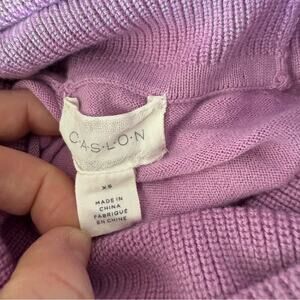 C·A·S·L·O·N
XS
MADE IN
CHINA
FABRIQUÉ
EN CHINE